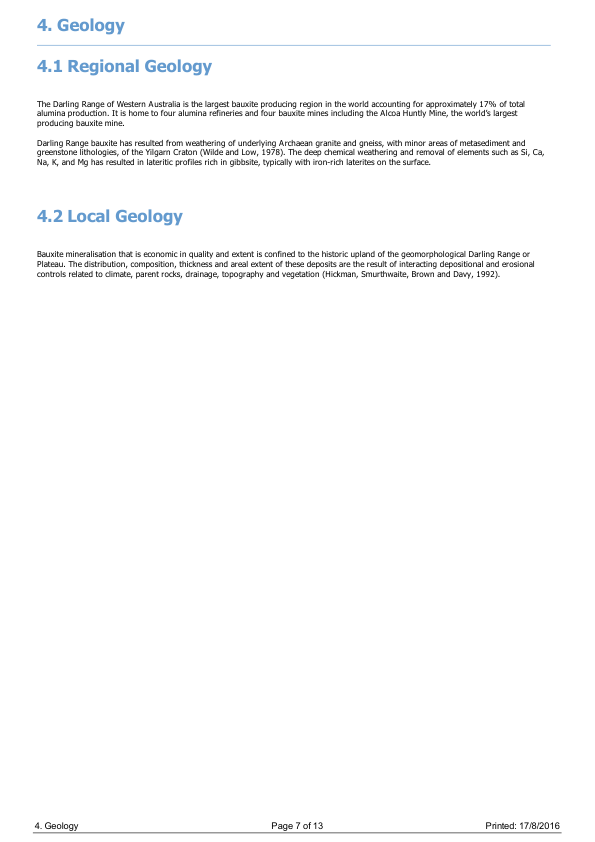 4. Geology
4.1 Regional Geology
The Darling Range of Western Australia is the largest bauxite producing region in the world accounting for approximately 17% of total
alumina production. It is home to four alumina refineries and four bauxite mines including the Alcoa Huntly Mine, the world's largest
producing bauxite mine.
Darling Range bauxite has resulted from weathering of underlying Archaean granite and gneiss, with minor areas of metasediment and
greenstone lithologies, of the Yilgarn Craton (Wilde and Low, 1978). The deep chemical weathering and removal of elements such as Si, Ca,
Na, K, and Mg has resulted in lateritic profiles rich in gibbsite, typically with iron-rich laterites on the surface.
4.2 Local Geology
Bauxite mineralisation that is economic in quality and extent is confined to the historic upland of the geomorphological Darling Range or
Plateau. The distribution, composition, thickness and areal extent of these deposits are the result of interacting depositional and erosional
controls related to climate, parent rocks, drainage, topography and vegetation (Hickman, Smurthwaite, Brown and Davy, 1992).
4. Geology Page 7 of 13 Printed: 17/8/2016